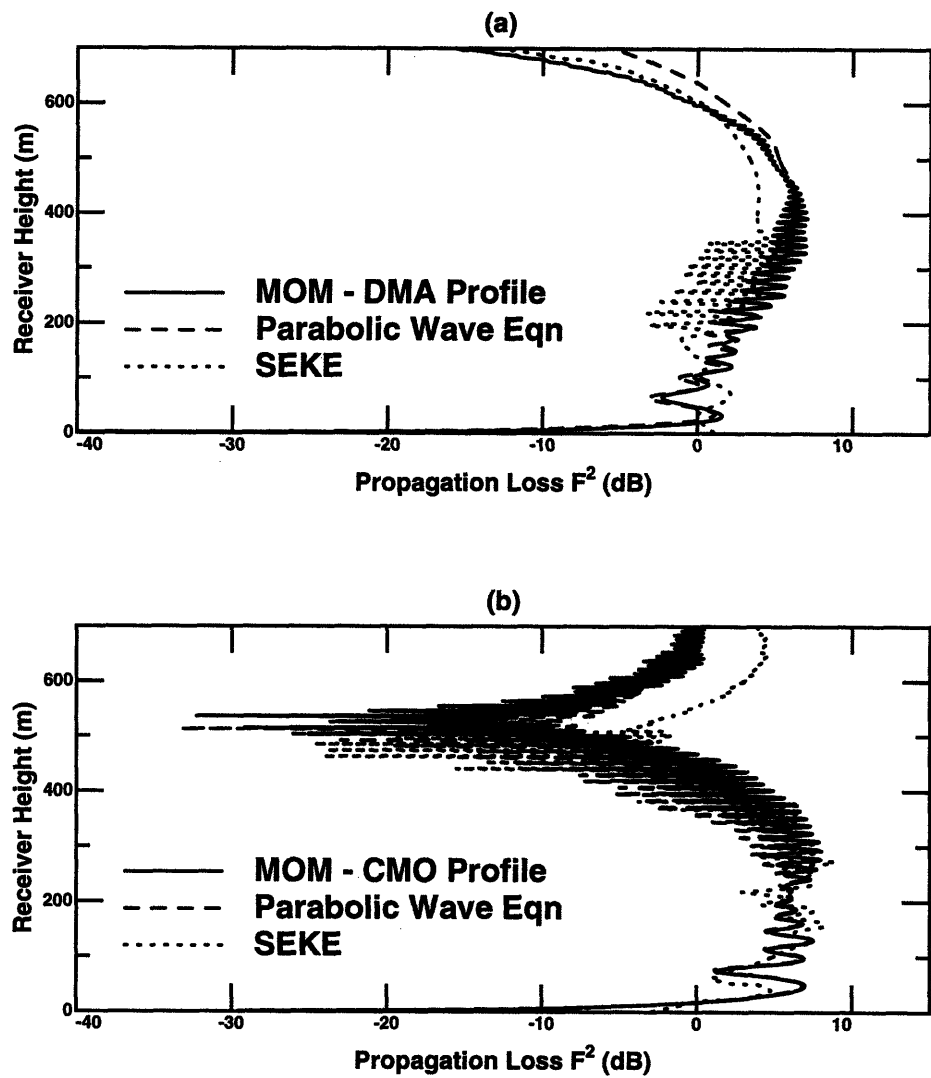 (a)
Receiver Height (m)
600
400
200
0
MOM - DMA Profile
Parabolic Wave Eqn
SEKE
-40 -30 -20 -10 0 10
Propagation Loss F² (dB)
(b)
Receiver Height (m)
600
400
200
0
MOM - CMO Profile
Parabolic Wave Eqn
SEKE
-40 -30 -20 -10 0 10
Propagation Loss F² (dB)